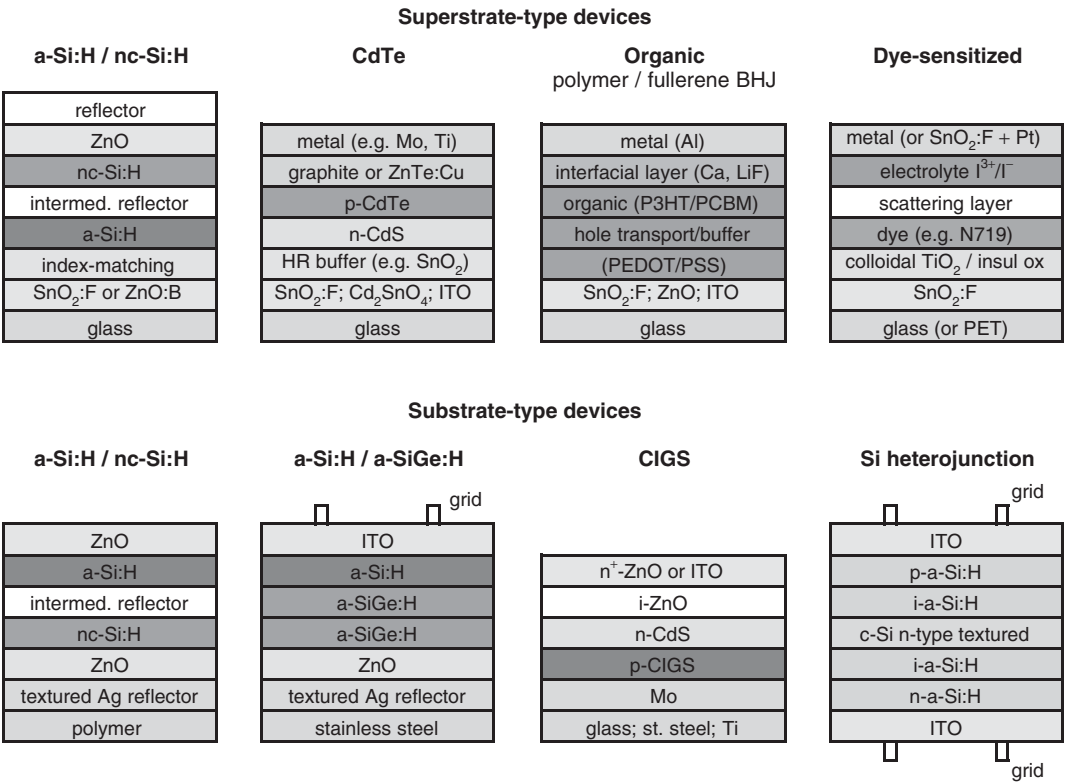 Superstrate-type devices
a-Si:H / nc-Si:H
reflector
ZnO
nc-Si:H
intermed. reflector
a-Si:H
index-matching
SnO₂:F or ZnO:B
glass
CdTe
metal (e.g. Mo, Ti)
graphite or ZnTe:Cu
p-CdTe
n-CdS
HR buffer (e.g. SnO₂)
SnO₂:F; Cd₂SnO₄; ITO
glass
Organic
polymer / fullerene BHJ
metal (Al)
interfacial layer (Ca, LiF)
organic (P3HT/PCBM)
hole transport/buffer
(PEDOT/PSS)
SnO₂:F; ZnO; ITO
glass
Dye-sensitized
metal (or SnO₂:F + Pt)
electrolyte I³⁺/I⁻
scattering layer
dye (e.g. N719)
colloidal TiO₂ / insul ox
SnO₂:F
glass (or PET)
Substrate-type devices
a-Si:H / nc-Si:H
ZnO
a-Si:H
intermed. reflector
nc-Si:H
ZnO
textured Ag reflector
polymer
a-Si:H / a-SiGe:H
grid
ITO
a-Si:H
a-SiGe:H
a-SiGe:H
ZnO
textured Ag reflector
stainless steel
CIGS
n⁺-ZnO or ITO
i-ZnO
n-CdS
p-CIGS
Mo
glass; st. steel; Ti
Si heterojunction
grid
ITO
p-a-Si:H
i-a-Si:H
c-Si n-type textured
i-a-Si:H
n-a-Si:H
ITO
grid